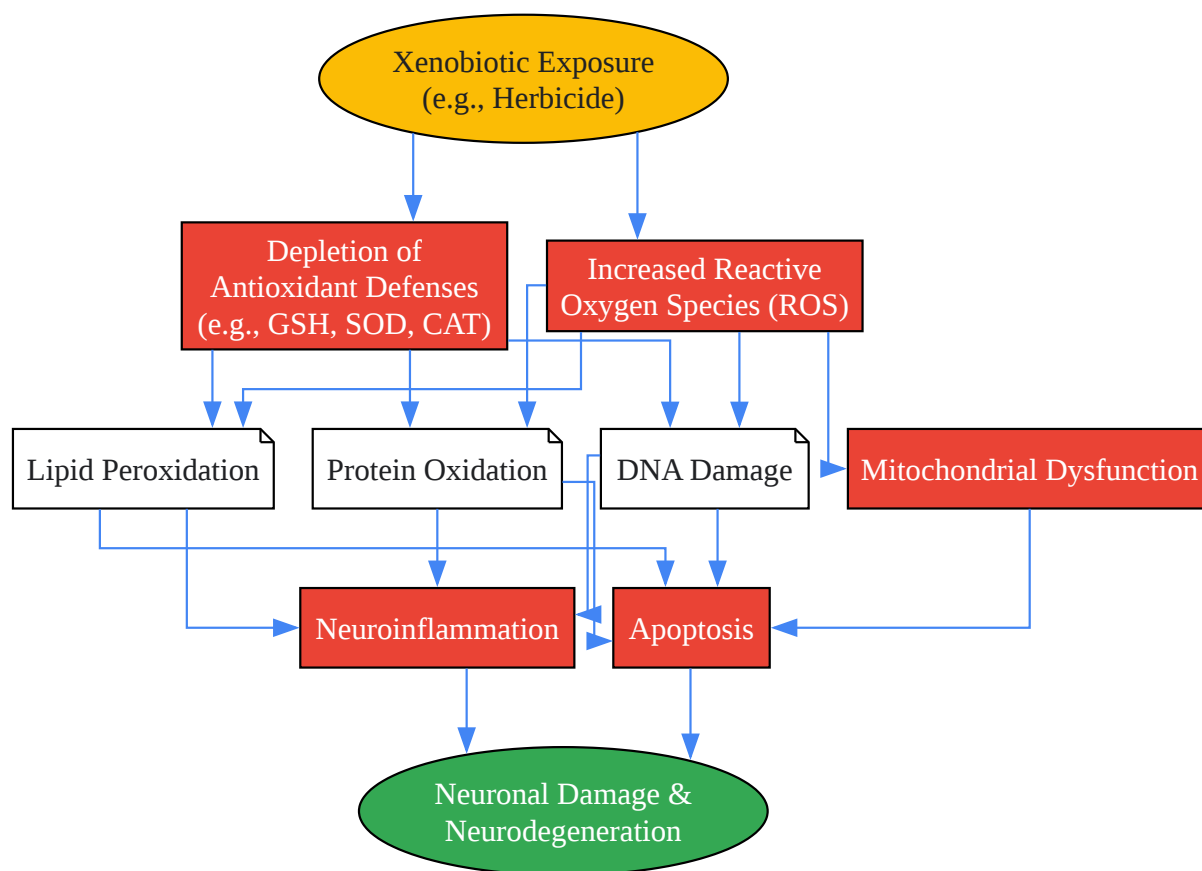 Xenobiotic Exposure
(e.g., Herbicide)
Depletion of
Antioxidant Defenses
(e.g., GSH, SOD, CAT)
Increased Reactive
Oxygen Species (ROS)
Lipid Peroxidation
Protein Oxidation
DNA Damage
Mitochondrial Dysfunction
Neuroinflammation
Apoptosis
Neuronal Damage &
Neurodegeneration